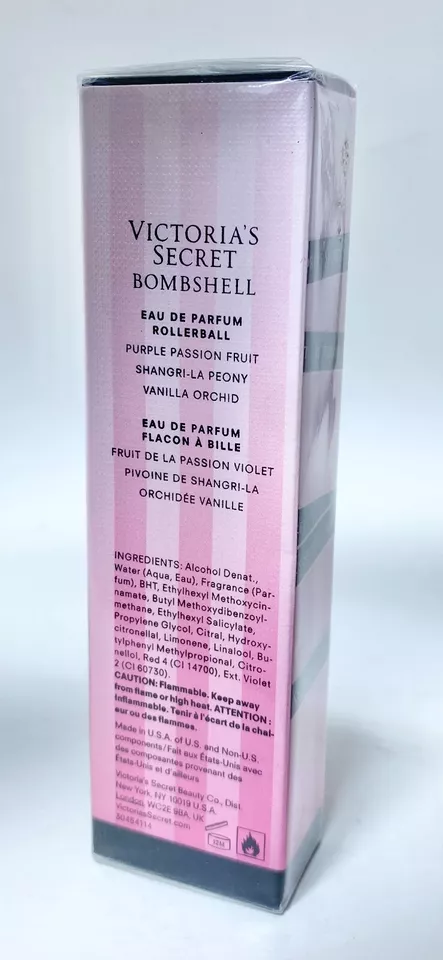 VICTORIA'S
SECRET
BOMBSHELL
EAU DE PARFUM
ROLLERBALL
PURPLE PASSION FRUIT
SHANGRI-LA PEONY
VANILLA ORCHID
EAU DE PARFUM
FLACON À BILLE
FRUIT DE LA PASSION VIOLET
PIVOINE DE SHANGRI-LA
ORCHIDÉE VANILLE
INGREDIENTS: Alcohol Denat.,
Water (Aqua, Eau), Fragrance (Par-
fum), BHT, Ethylhexyl Methoxycin-
namate, Butyl Methoxydibenzoyl-
methane, Ethylhexyl Salicylate,
Propylene Glycol, Citral, Hydroxy-
citronellal, Limonene, Linalool, Bu-
tylphenyl Methylpropional, Citro-
nellol, Red 4 (CI 14700), Ext. Violet
2 (CI 60730).
CAUTION: Flammable. Keep away
from flame or high heat. ATTENTION :
Inflammable. Tenir à l'écart de la chal-
eur ou des flammes.
Made in U.S.A. of U.S. and Non-U.S.
components/Fait aux États-Unis avec
des composantes provenant des
États-Unis et d'ailleurs
Victoria's Secret Beauty Co., Dist.
New York, NY 10019 U.S.A.
London, WC2E 9BA, UK
VictoriasSecret.com
50454314
12M